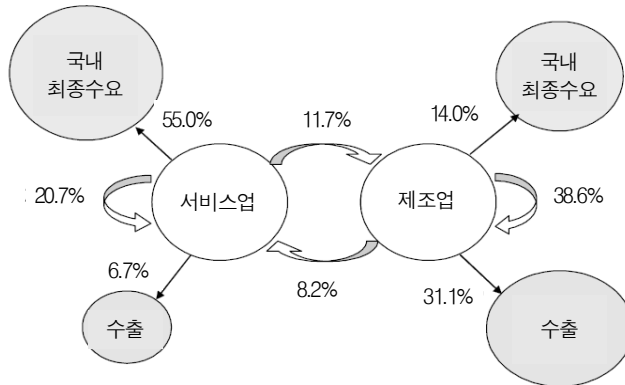 국내
최종수요
국내
최종수요
55.0%
11.7%
14.0%
20.7%
서비스업
제조업
38.6%
6.7%
8.2%
31.1%
수출
수출